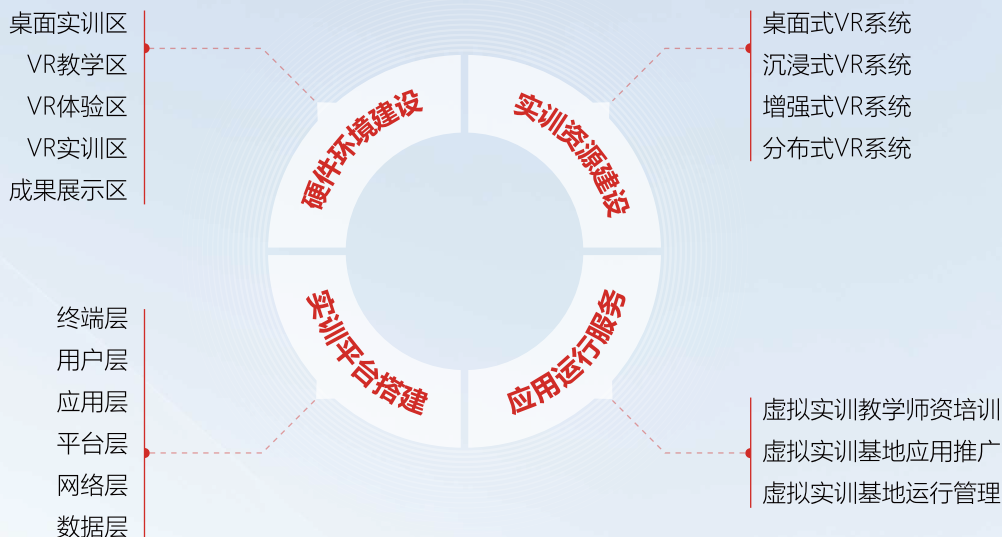 桌面实训区
VR教学区
VR体验区
VR实训区
成果展示区
硬件环境建设
实训资源建设
桌面式VR系统
沉浸式VR系统
增强式VR系统
分布式VR系统
终端层
用户层
应用层
平台层
网络层
数据层
实训平台搭建
应用运行服务
虚拟实训教学师资培训
虚拟实训基地应用推广
虚拟实训基地运行管理